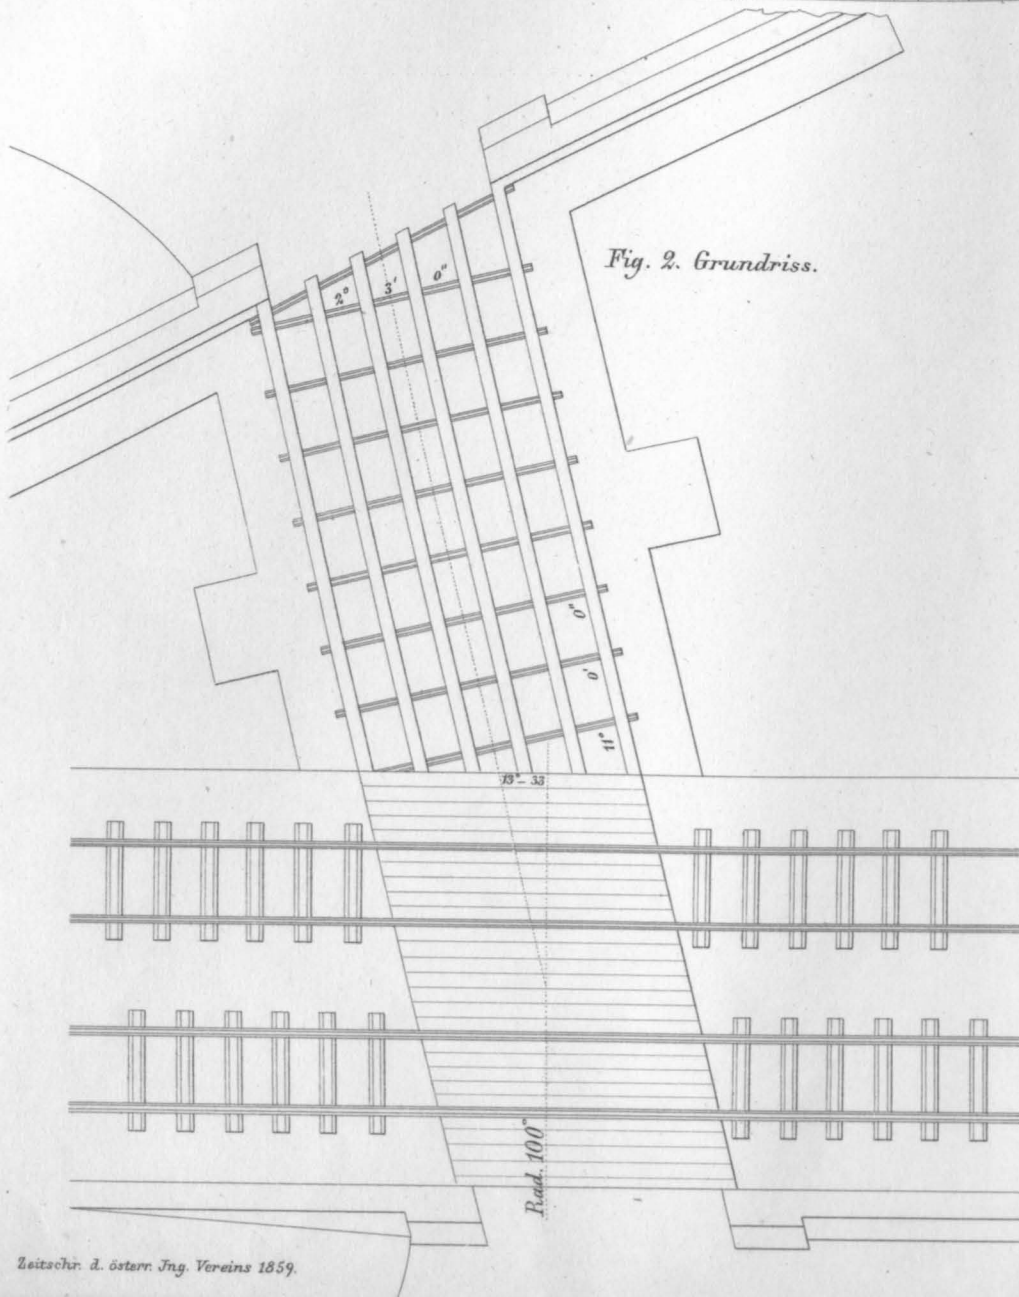 Fig. 2. Grundriss.
2° 3' 0"
0"
0'
11°
13°– 33
Rad. 100°
Zeitschr. d. österr. Jng. Vereins 1859.